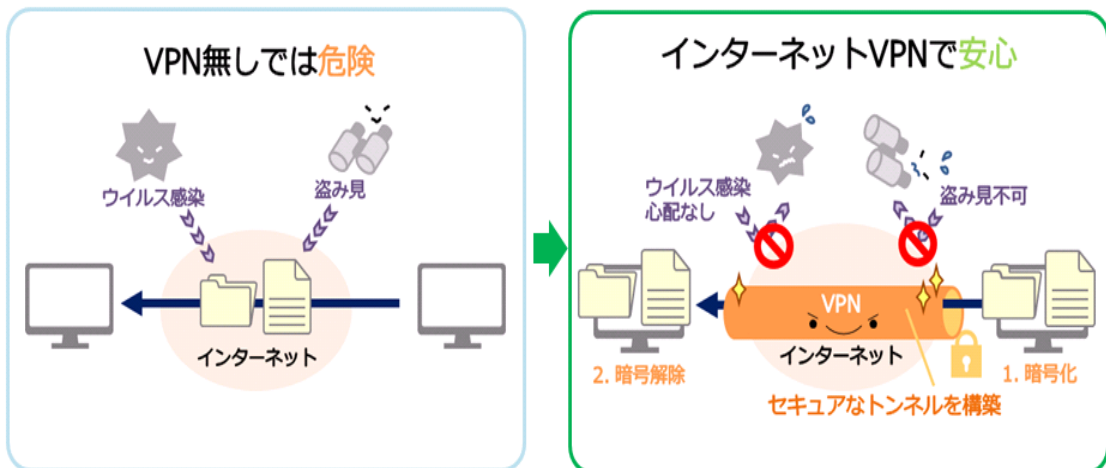 VPN無しでは危険
ウイルス感染
盗み見
インターネット
インターネットVPNで安心
ウイルス感染
心配なし
盗み見不可
VPN
インターネット
2. 暗号解除
1. 暗号化
セキュアなトンネルを構築